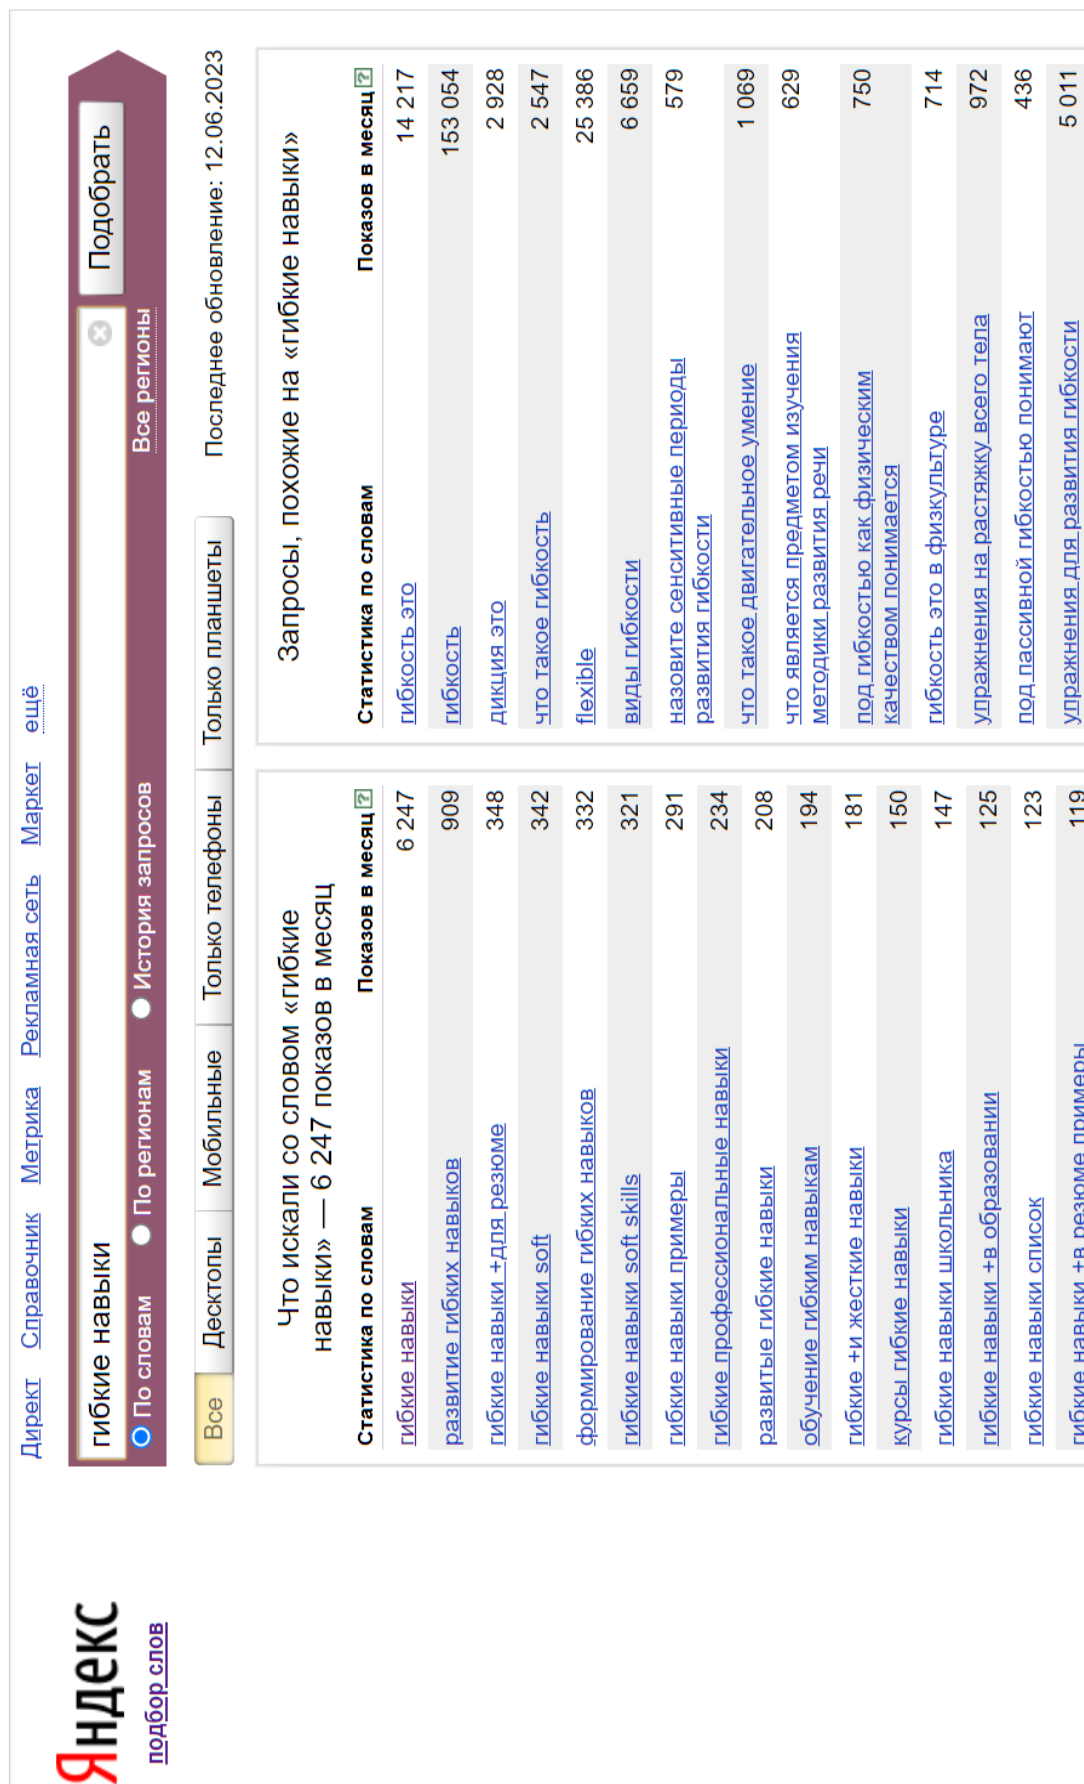 Яндекс
подбор слов
Директ Справочник Метрика Рекламная сеть Маркет ещё
гибкие навыки
Подобрать
По словам По регионам История запросов Все регионы
Все Десктопы Мобильные Только телефоны Только планшеты Последнее обновление: 12.06.2023
Что искали со словом «гибкие
навыки» — 6 247 показов в месяц
Статистика по словам Показов в месяц ?
гибкие навыки 6 247
развитие гибких навыков 909
гибкие навыки +для резюме 348
гибкие навыки soft 342
формирование гибких навыков 332
гибкие навыки soft skills 321
гибкие навыки примеры 291
гибкие профессиональные навыки 234
развитые гибкие навыки 208
обучение гибким навыкам 194
гибкие +и жесткие навыки 181
курсы гибкие навыки 150
гибкие навыки школьника 147
гибкие навыки +в образовании 125
гибкие навыки список 123
гибкие навыки +в резюме примеры 119
Запросы, похожие на «гибкие навыки»
Статистика по словам Показов в месяц ?
гибкость это 14 217
гибкость 153 054
дикция это 2 928
что такое гибкость 2 547
flexible 25 386
виды гибкости 6 659
назовите сенситивные периоды 579
развития гибкости
что такое двигательное умение 1 069
что является предметом изучения 629
методики развития речи
под гибкостью как физическим 750
качеством понимается
гибкость это в физкультуре 714
упражнения на растяжку всего тела 972
под пассивной гибкостью понимают 436
упражнения для развития гибкости 5 011